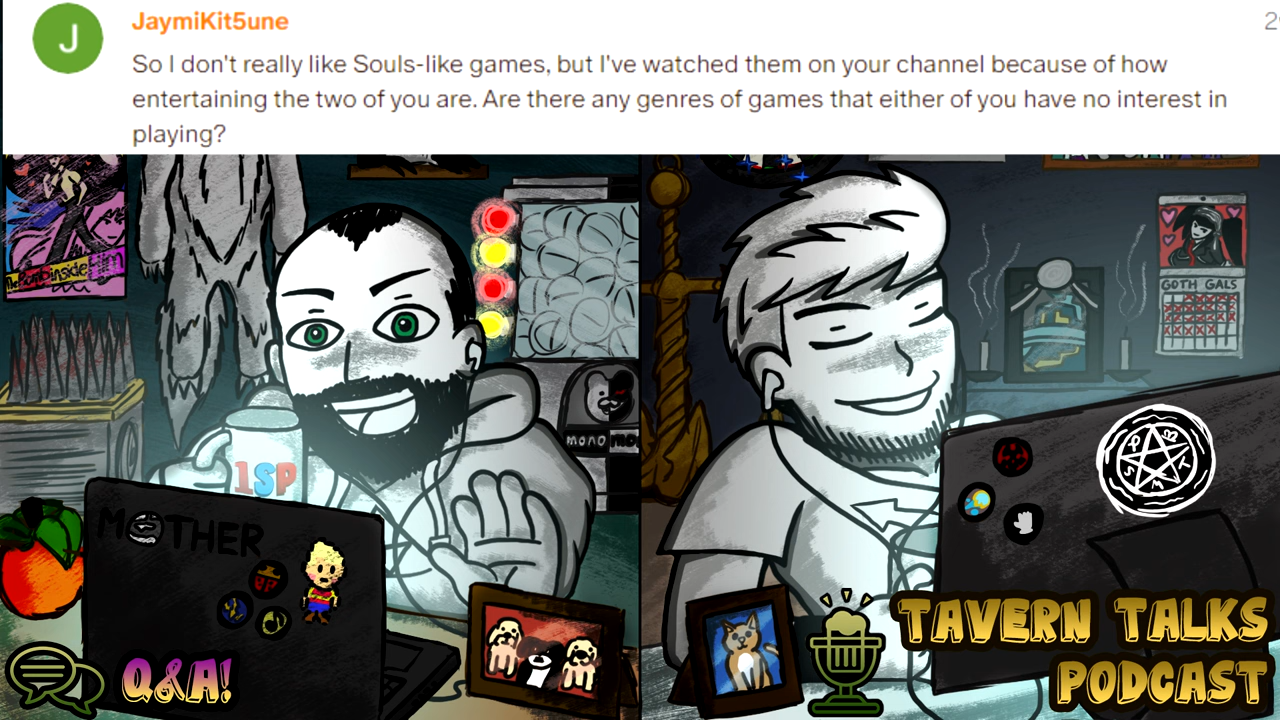 J
JaymiKit5une
So I don't really like Souls-like games, but I've watched them on your channel because of how
entertaining the two of you are. Are there any genres of games that either of you have no interest in
playing?
GOTH GALS
1SP
MOTHER
Q&A!
TAVERN TALKS
PODCAST